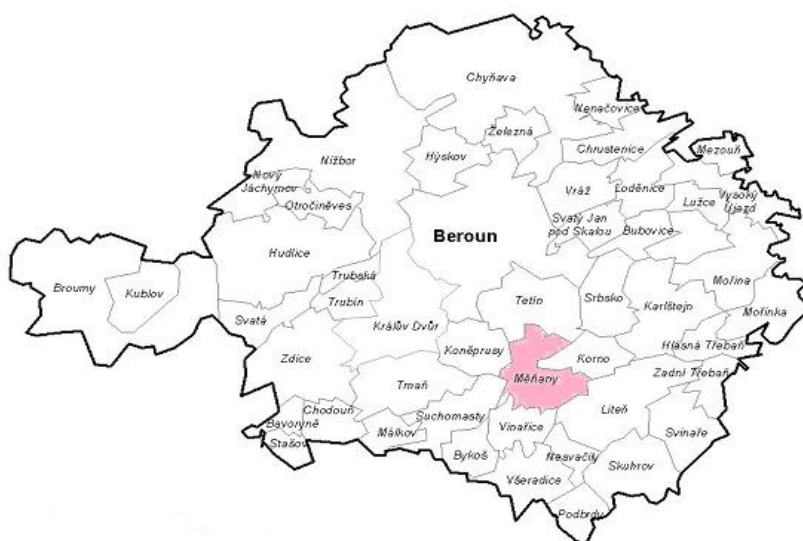 Chyňava
Nenačovice
Železná
Chrustenice
Mezouň
Nižbor
Hýskov
Nový
Jáchymov
Vráž
Loděnice
Vysoký
Újezd
Lužce
Otročiněves
Svatý Jan
pod Skalou
Bubovice
Beroun
Hudlice
Trubská
Broumy
Kublov
Mořina
Tetín
Srbsko
Karlštejn
Trubín
Svatá
Mořinka
Králův Dvůr
Hlásná Třebaň
Koněprusy
Korno
Zdice
Zadní Třebaň
Měňany
Tmaň
Liteň
Chodouň
Suchomasty
Bavoryně
Málkov
Vinařice
Svinaře
Stašov
Bykoš
Nesvačily
Skuhrov
Všeradice
Podbrdy